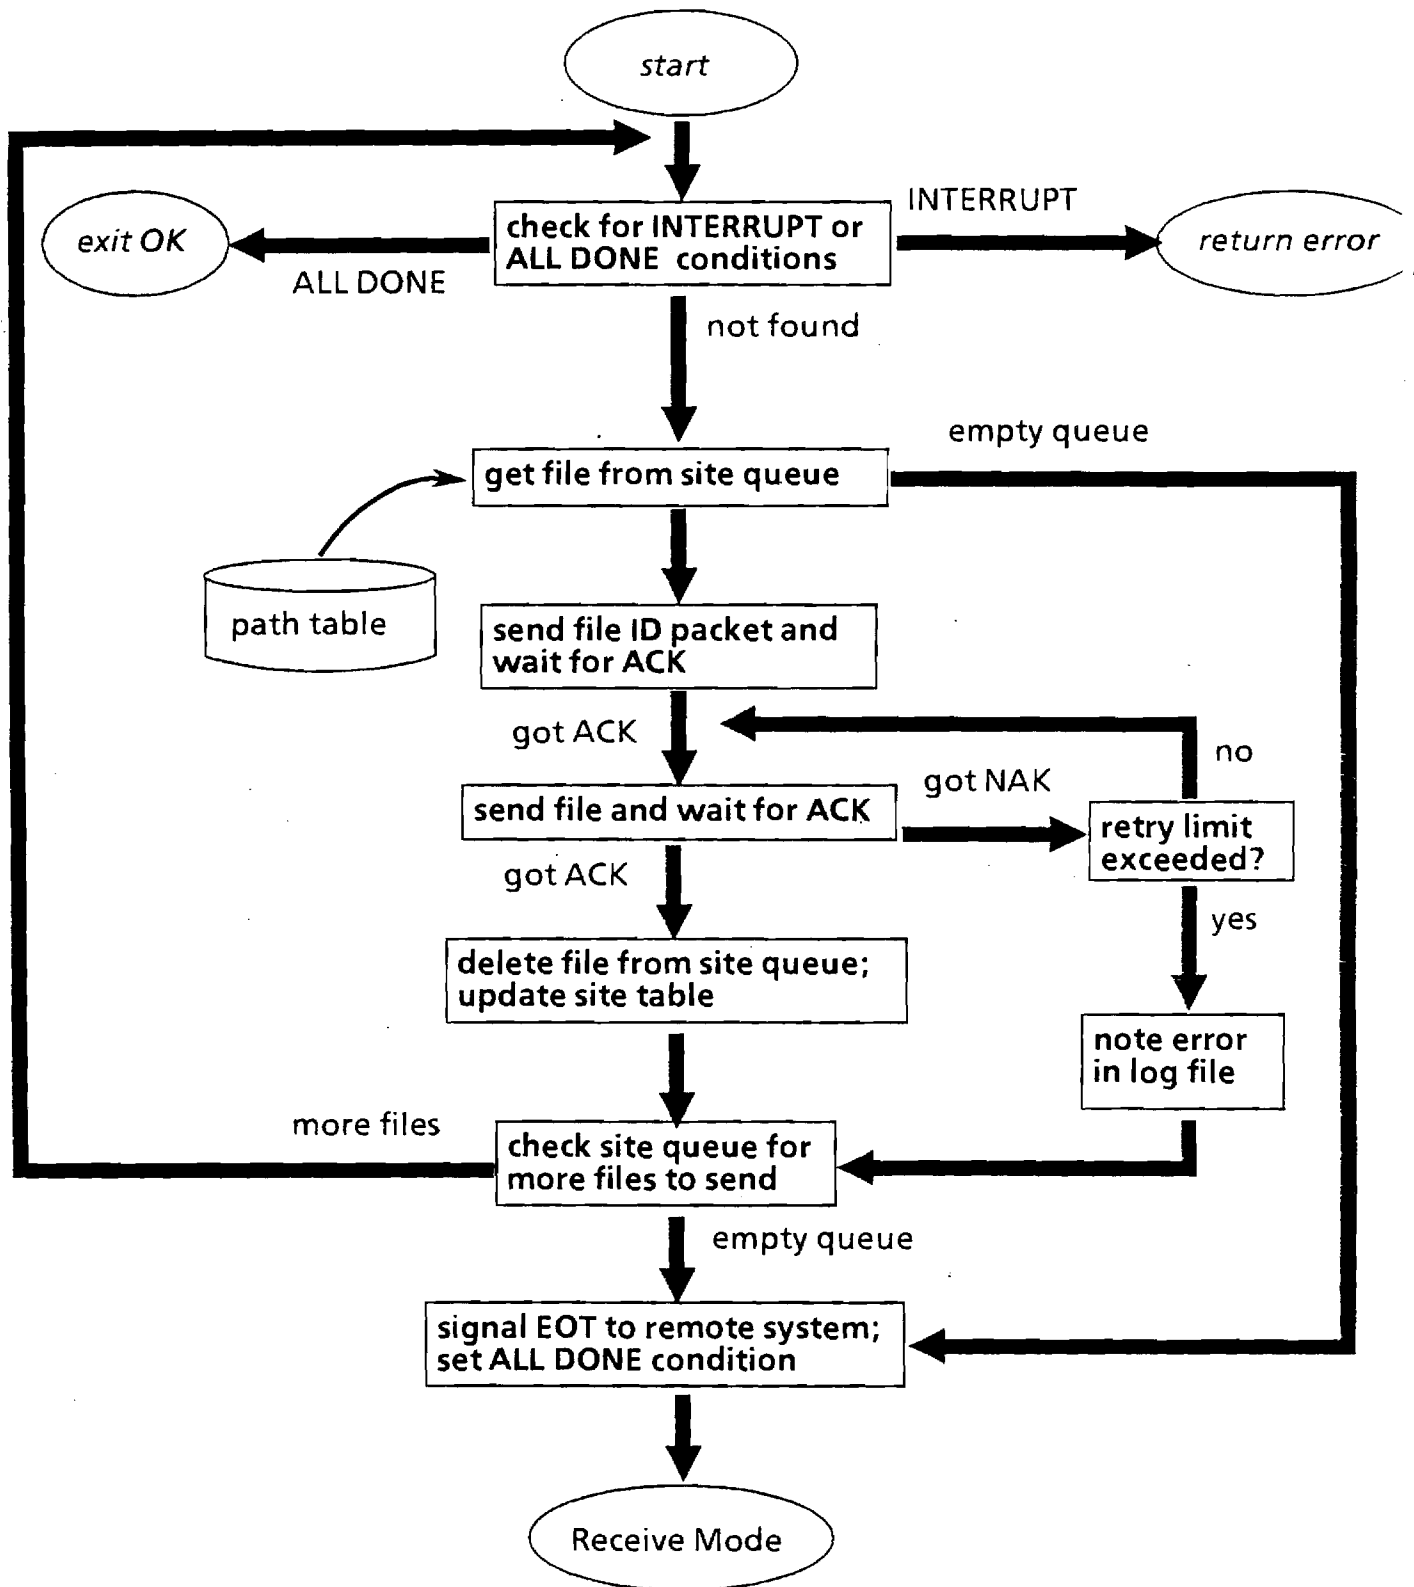 start
INTERRUPT
check for INTERRUPT or
ALL DONE conditions
exit OK
return error
ALL DONE
not found
empty queue
get file from site queue
path table
send file ID packet and
wait for ACK
got ACK
no
got NAK
send file and wait for ACK
retry limit
exceeded?
got ACK
yes
delete file from site queue;
update site table
note error
in log file
more files
check site queue for
more files to send
empty queue
signal EOT to remote system;
set ALL DONE condition
Receive Mode